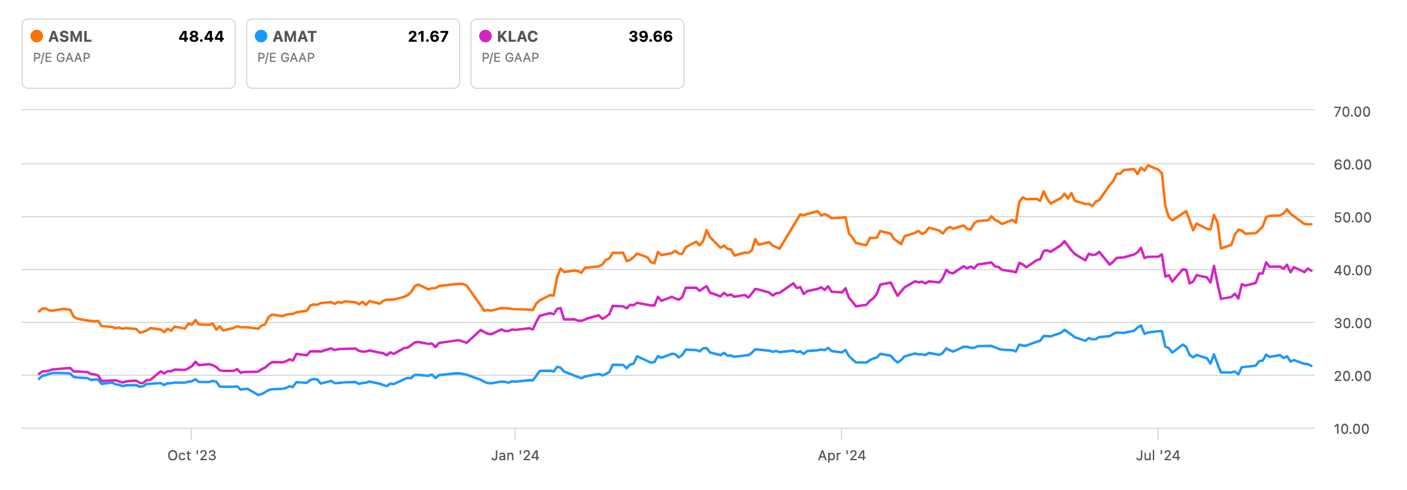 ASML 48.44
P/E GAAP
AMAT 21.67
P/E GAAP
KLAC 39.66
P/E GAAP
70.00
60.00
50.00
40.00
30.00
20.00
10.00
Oct '23
Jan '24
Apr '24
Jul '24